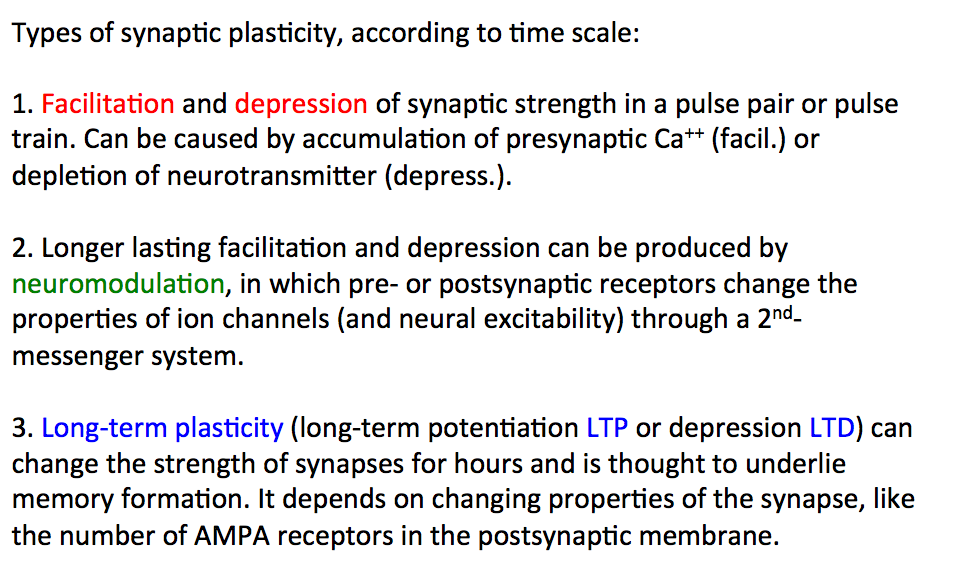 Types of synaptic plasticity, according to time scale:
1. Facilitation and depression of synaptic strength in a pulse pair or pulse
train. Can be caused by accumulation of presynaptic Ca⁺⁺ (facil.) or
depletion of neurotransmitter (depress.).
2. Longer lasting facilitation and depression can be produced by
neuromodulation, in which pre- or postsynaptic receptors change the
properties of ion channels (and neural excitability) through a 2ⁿᵈ-
messenger system.
3. Long-term plasticity (long-term potentiation LTP or depression LTD) can
change the strength of synapses for hours and is thought to underlie
memory formation. It depends on changing properties of the synapse, like
the number of AMPA receptors in the postsynaptic membrane.